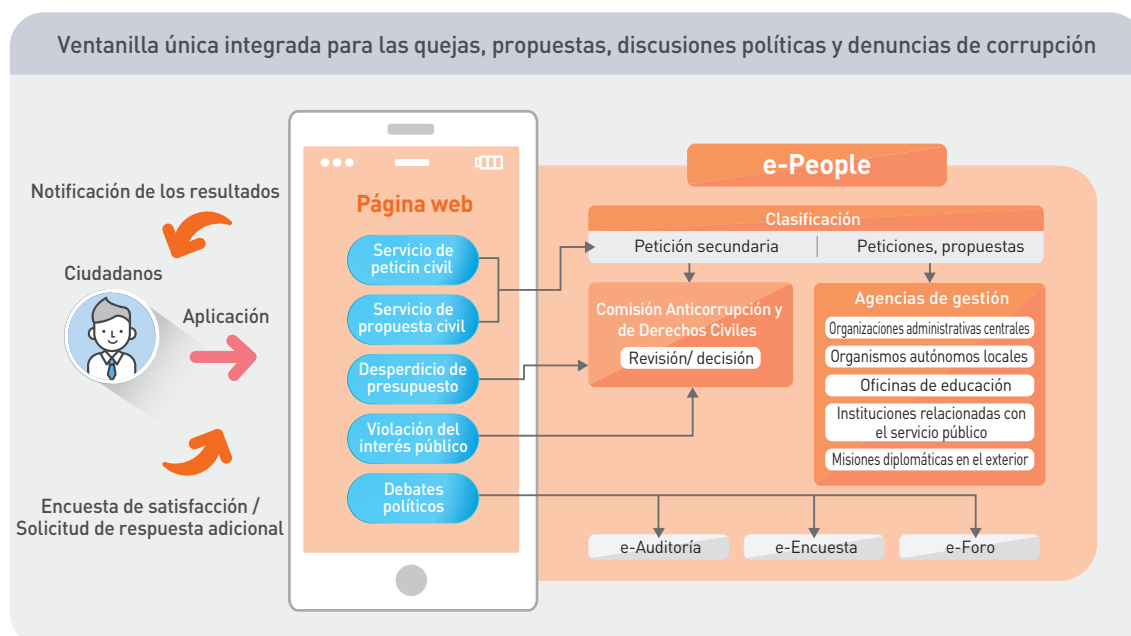 Ventanilla única integrada para las quejas, propuestas, discusiones políticas y denuncias de corrupción
Notificación de los resultados
Ciudadanos
Aplicación
Encuesta de satisfacción /
Solicitud de respuesta adicional
Página web
Servicio de
peticin civil
Servicio de
propuesta civil
Desperdicio de
presupuesto
Violación del
interés público
Debates
políticos
e-People
Clasificación
Petición secundaria
Peticiones, propuestas
Comisión Anticorrupción y
de Derechos Civiles
Revisión/ decisión
Agencias de gestión
Organizaciones administrativas centrales
Organismos autónomos locales
Oficinas de educación
Instituciones relacionadas con
el servicio público
Misiones diplomáticas en el exterior
e-Auditoría
e-Encuesta
e-Foro